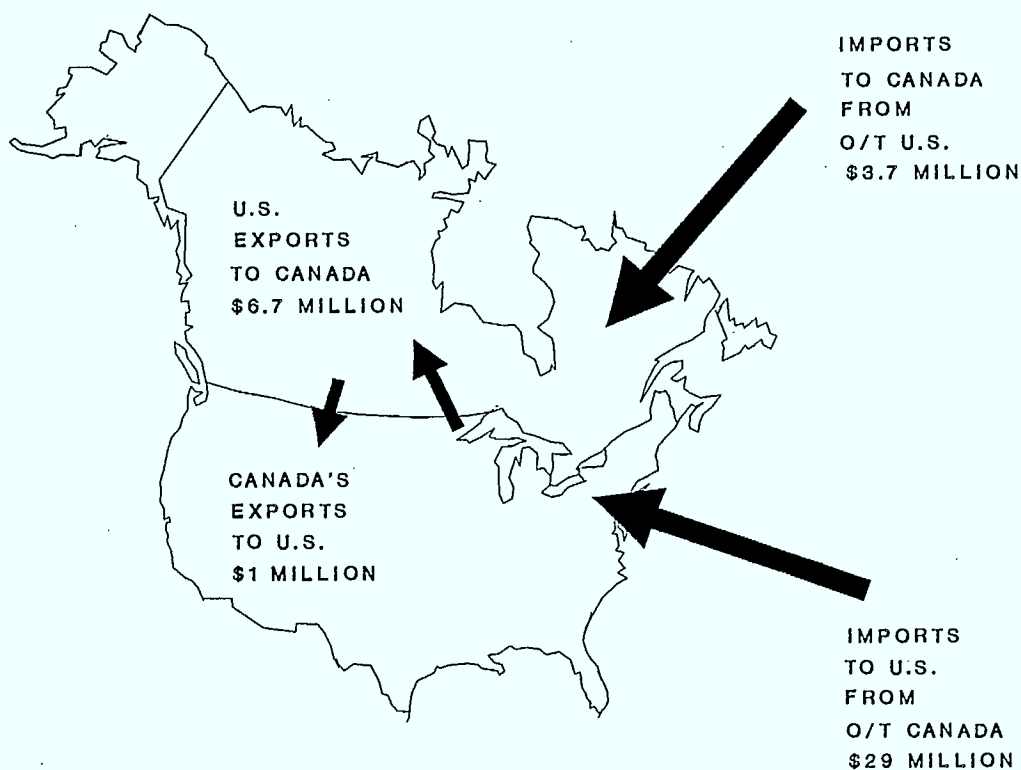 IMPORTS
TO CANADA
FROM
O/T U.S.
$3.7 MILLION
U.S.
EXPORTS
TO CANADA
$6.7 MILLION
CANADA'S
EXPORTS
TO U.S.
$1 MILLION
IMPORTS
TO U.S.
FROM
O/T CANADA
$29 MILLION